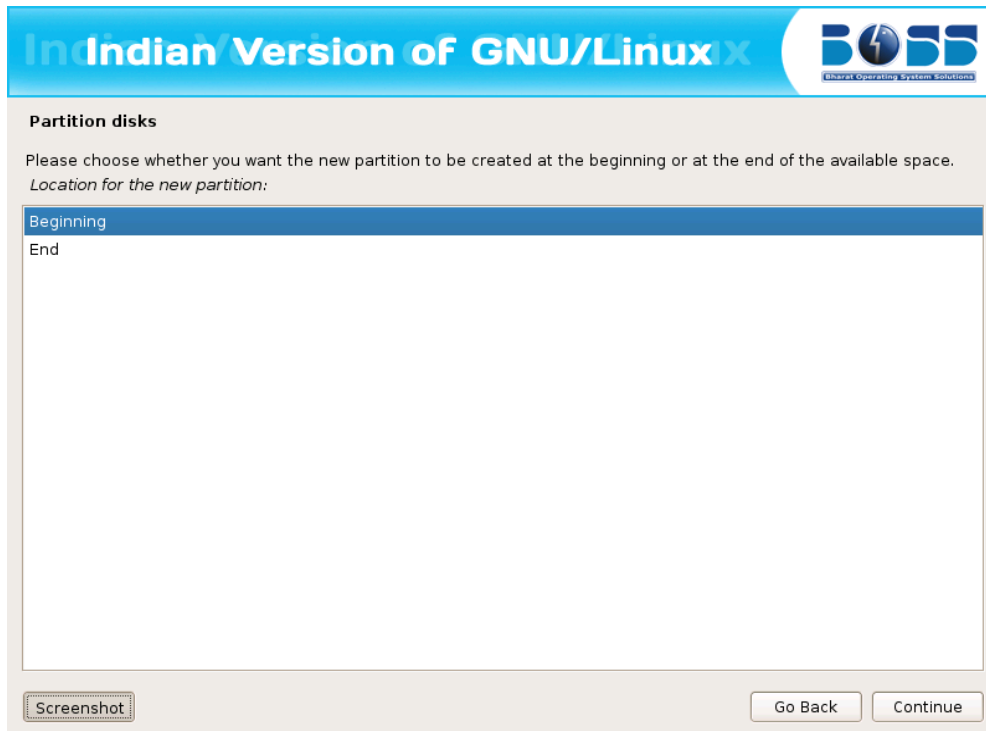 Indian Version of GNU/Linux
BOSS
Bharat Operating System Solutions
Partition disks
Please choose whether you want the new partition to be created at the beginning or at the end of the available space.
Location for the new partition:
Beginning
End
Screenshot
Go Back
Continue